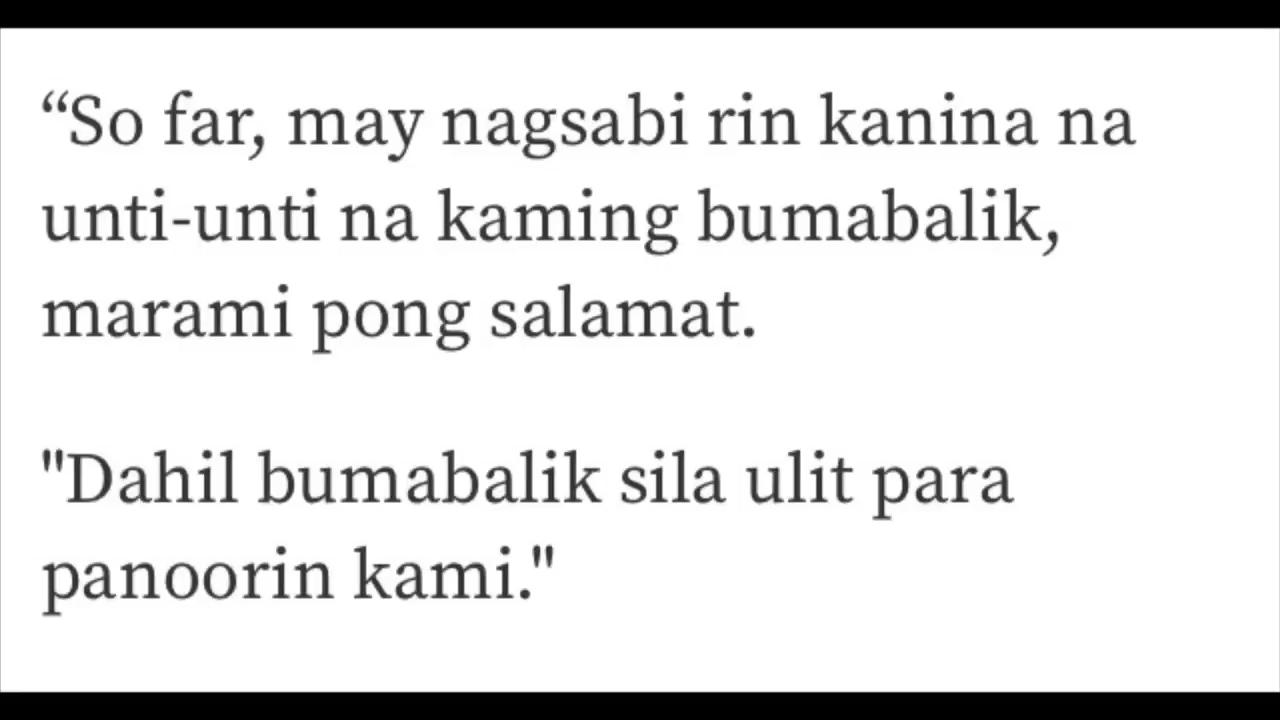 “So far, may nagsabi rin kanina na
unti-unti na kaming bumabalik,
marami pong salamat.
"Dahil bumabalik sila ulit para
panoorin kami."